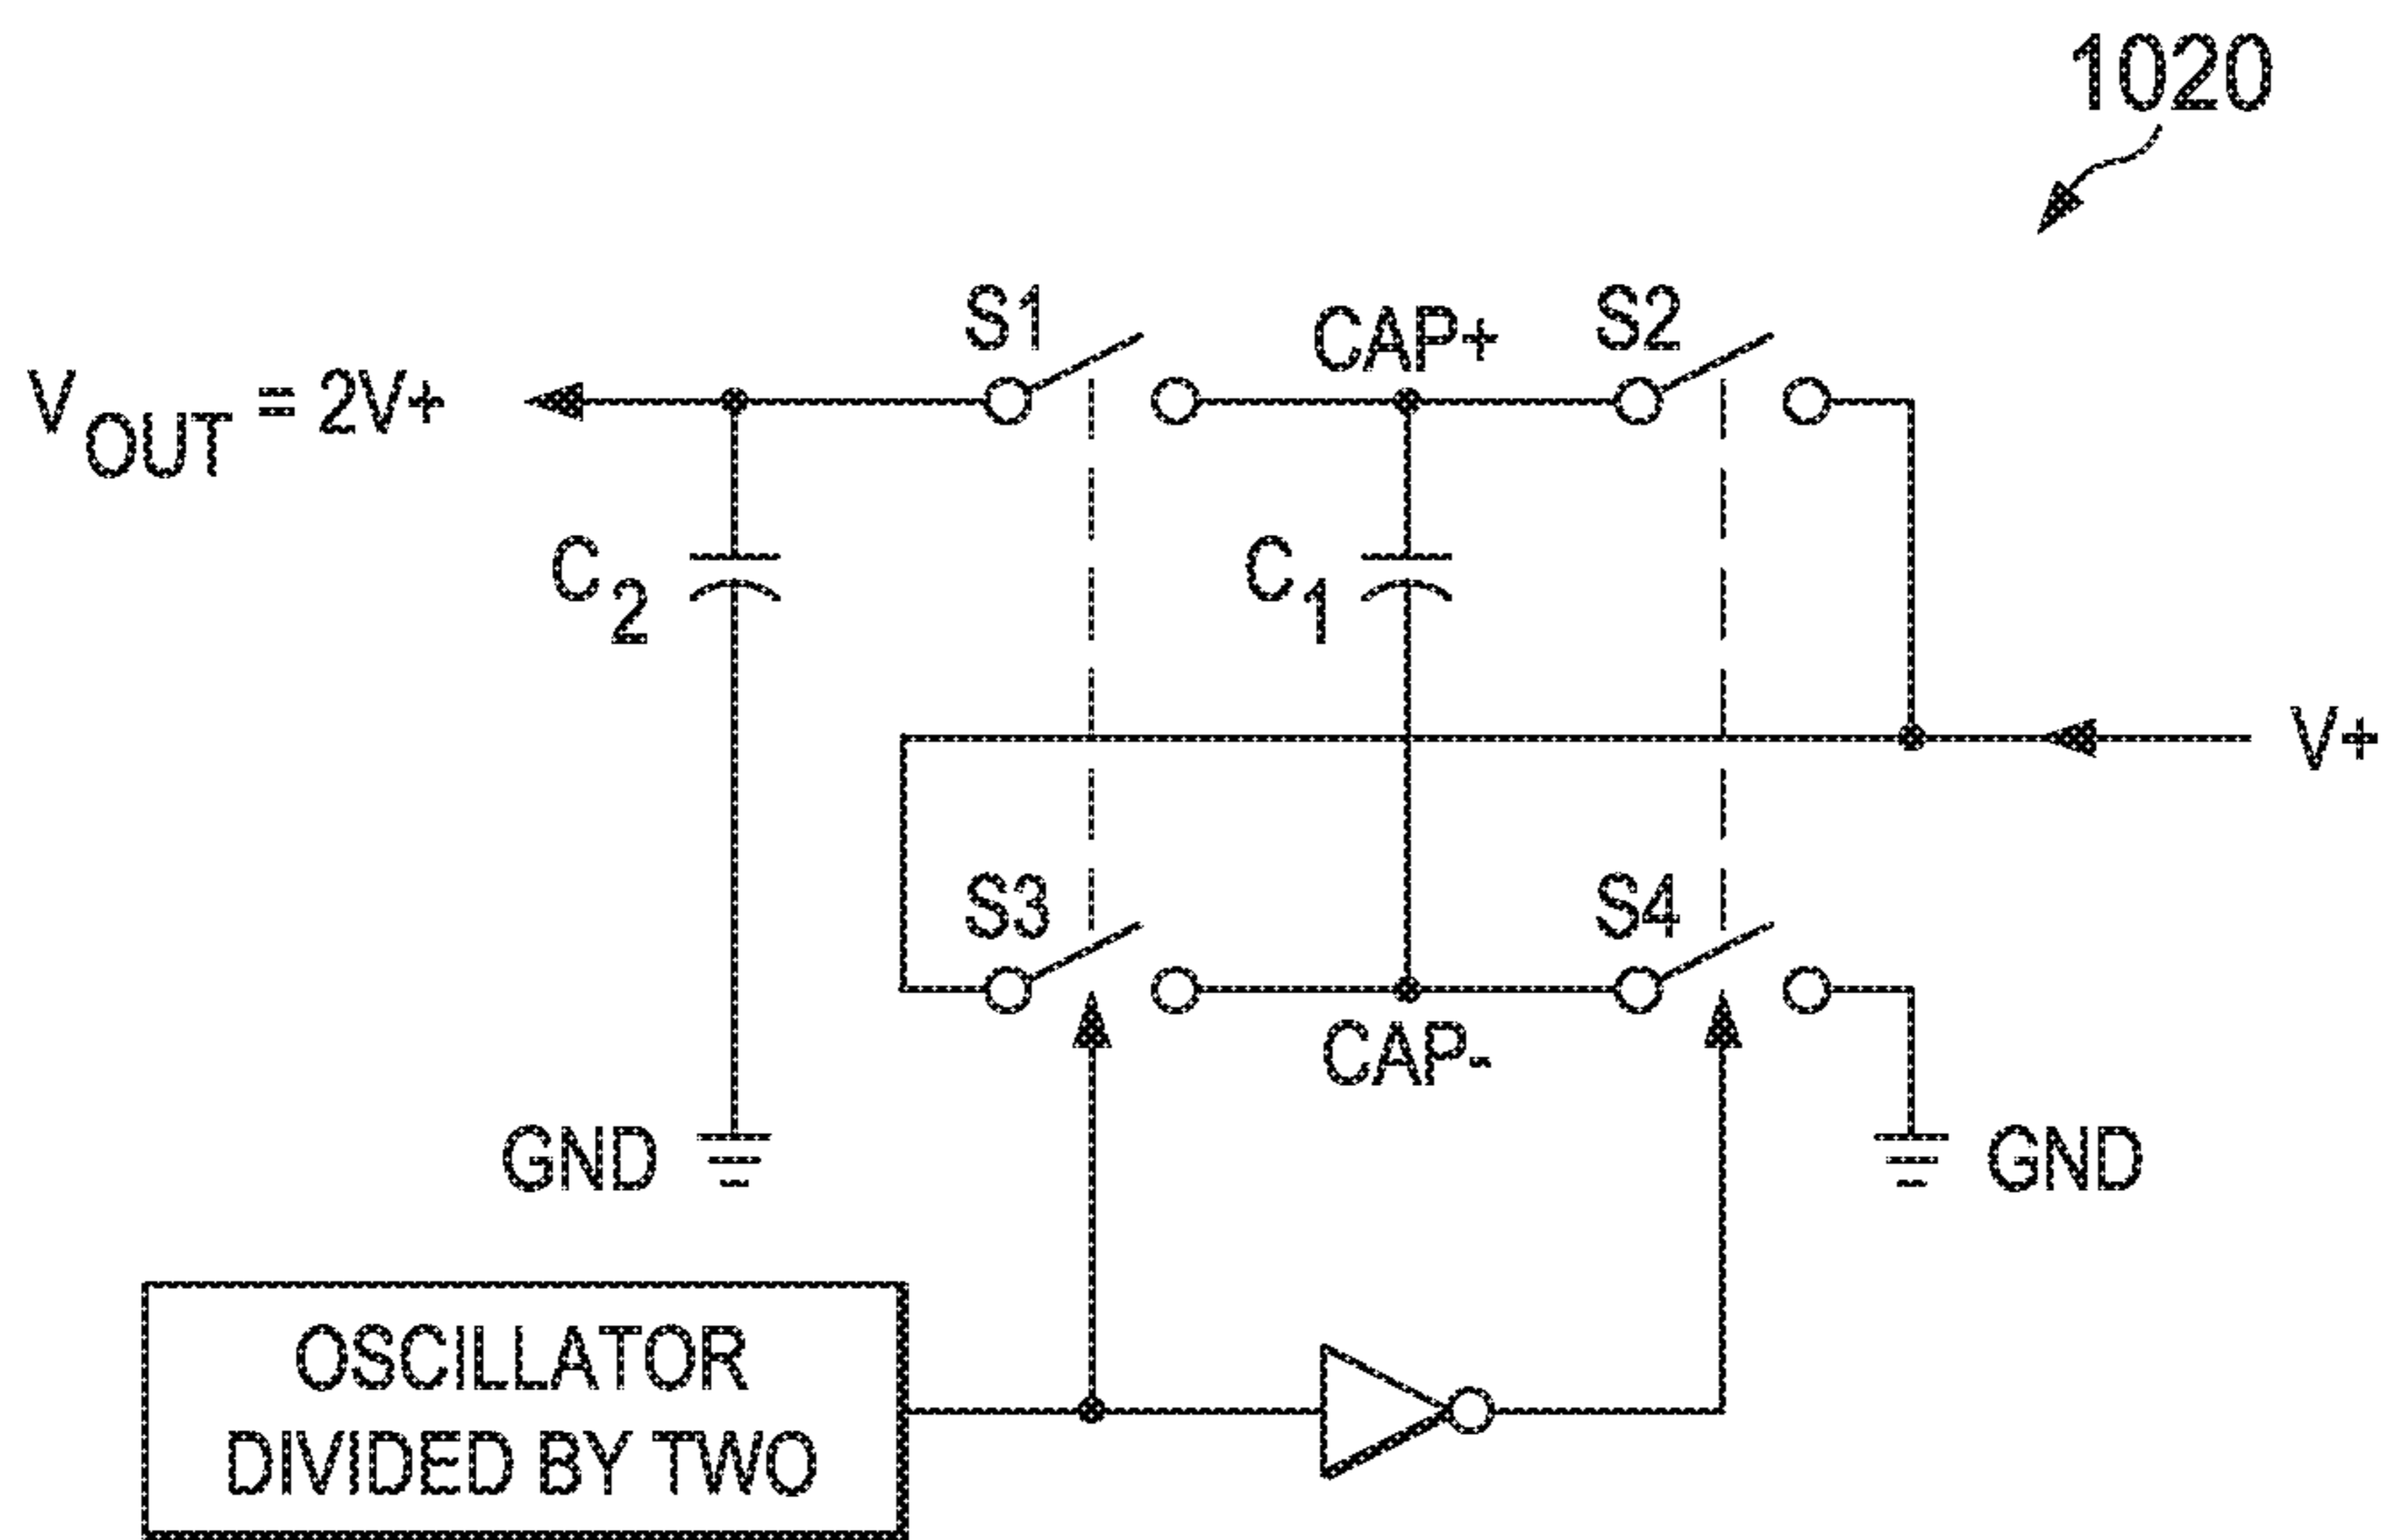 1020
S1
CAP+
S2
VOUT = 2V+
C2
C1
V+
S3
S4
CAP-
GND
GND
OSCILLATOR
DIVIDED BY TWO